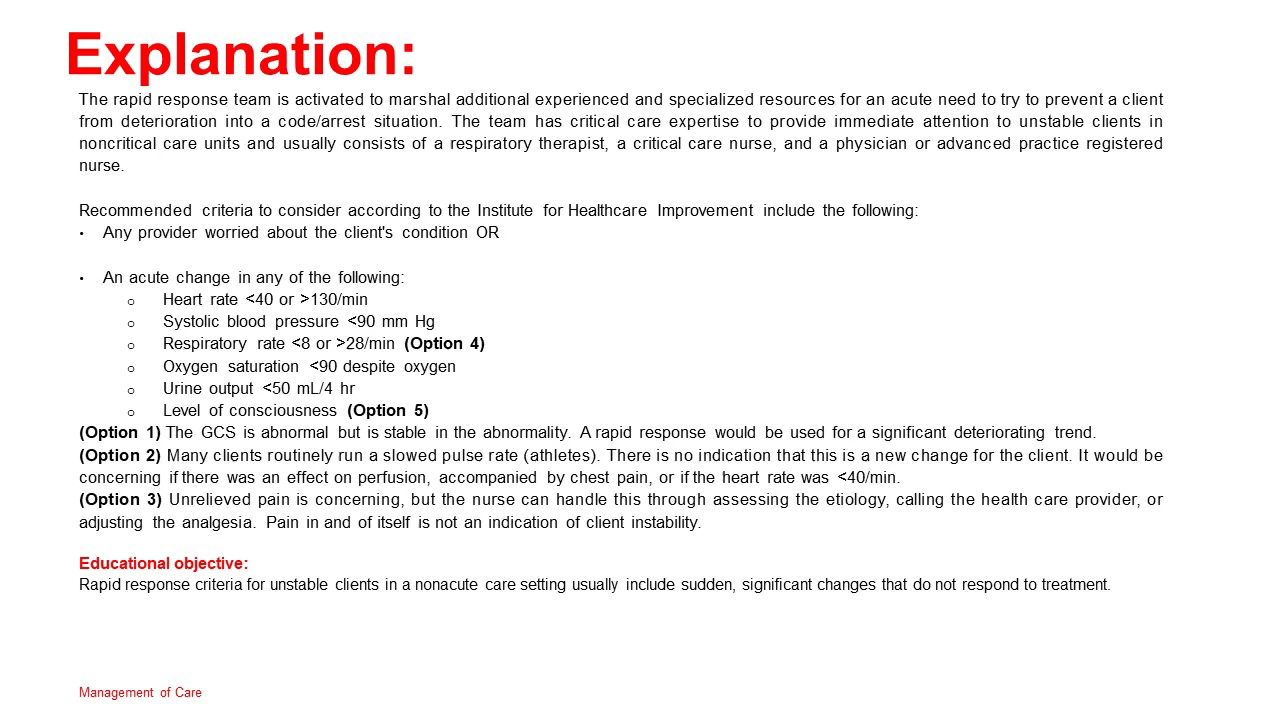 Explanation:
The rapid response team is activated to marshal additional experienced and specialized resources for an acute need to try to prevent a client
from deterioration into a code/arrest situation. The team has critical care expertise to provide immediate attention to unstable clients in
noncritical care units and usually consists of a respiratory therapist, a critical care nurse, and a physician or advanced practice registered
nurse.
Recommended criteria to consider according to the Institute for Healthcare Improvement include the following:
• Any provider worried about the client's condition OR
• An acute change in any of the following:
o Heart rate <40 or >130/min
o Systolic blood pressure <90 mm Hg
o Respiratory rate <8 or >28/min (Option 4)
o Oxygen saturation <90 despite oxygen
o Urine output <50 mL/4 hr
o Level of consciousness (Option 5)
(Option 1) The GCS is abnormal but is stable in the abnormality. A rapid response would be used for a significant deteriorating trend.
(Option 2) Many clients routinely run a slowed pulse rate (athletes). There is no indication that this is a new change for the client. It would be
concerning if there was an effect on perfusion, accompanied by chest pain, or if the heart rate was <40/min.
(Option 3) Unrelieved pain is concerning, but the nurse can handle this through assessing the etiology, calling the health care provider, or
adjusting the analgesia. Pain in and of itself is not an indication of client instability.
Educational objective:
Rapid response criteria for unstable clients in a nonacute care setting usually include sudden, significant changes that do not respond to treatment.
Management of Care